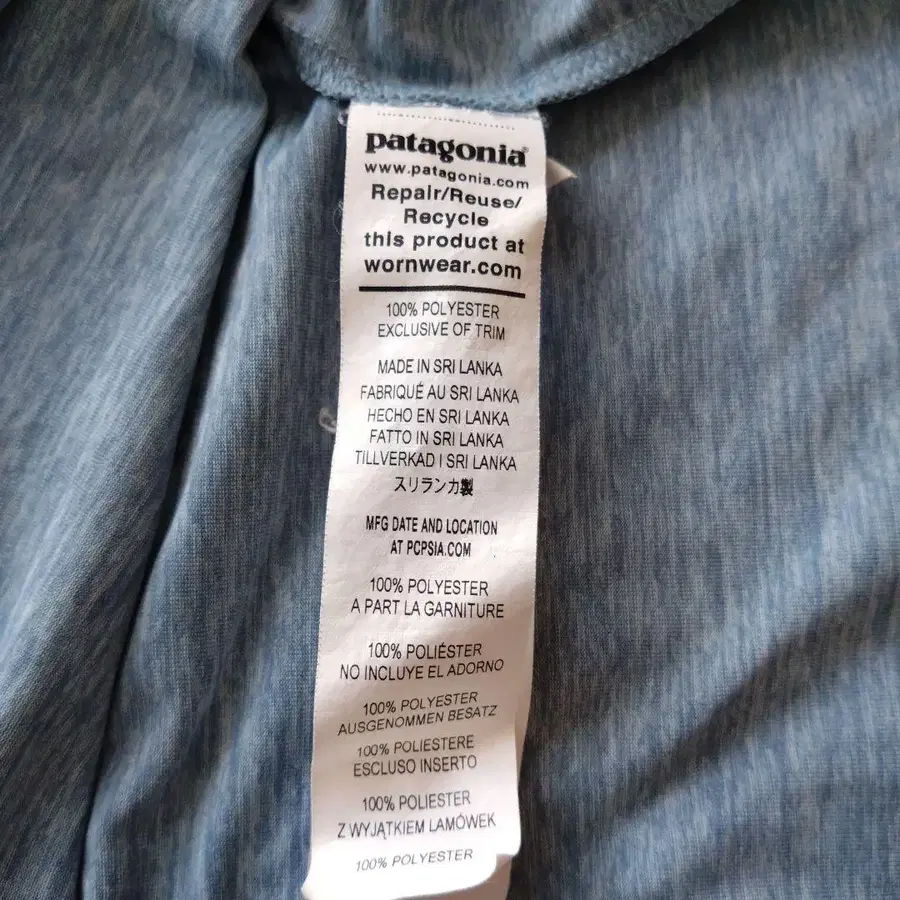 patagonia®
www.patagonia.com
Repair/Reuse/
Recycle
this product at
wornwear.com
100% POLYESTER
EXCLUSIVE OF TRIM
MADE IN SRI LANKA
FABRIQUÉ AU SRI LANKA
HECHO EN SRI LANKA
FATTO IN SRI LANKA
TILLVERKAD I SRI LANKA
スリランカ製
MFG DATE AND LOCATION
AT PCPSIA.COM
100% POLYESTER
A PART LA GARNITURE
100% POLIÉSTER
NO INCLUYE EL ADORNO
100% POLYESTER
AUSGENOMMEN BESATZ
100% POLIESTERE
ESCLUSO INSERTO
100% POLIESTER
Z WYJĄTKIEM LAMÓWEK
100% POLYESTER